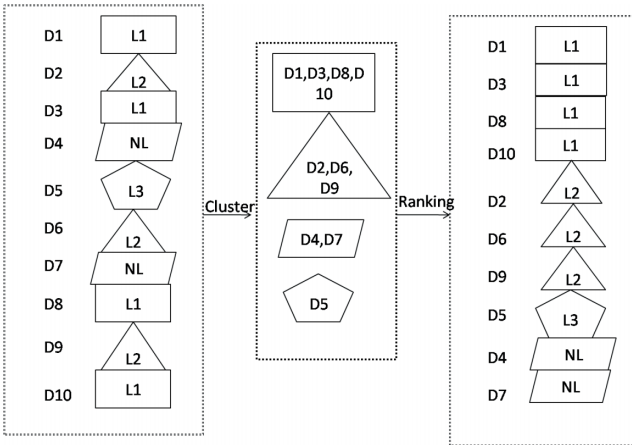 D1 L1
D2 L2
D3 L1
D4 NL
D5 L3
D6 L2
D7 NL
D8 L1
D9 L2
D10 L1
Cluster
D1,D3,D8,D
10
D2,D6,
D9
D4,D7
D5
Ranking
D1 L1
D3 L1
D8 L1
D10 L1
D2 L2
D6 L2
D9 L2
D5 L3
D4 NL
D7 NL